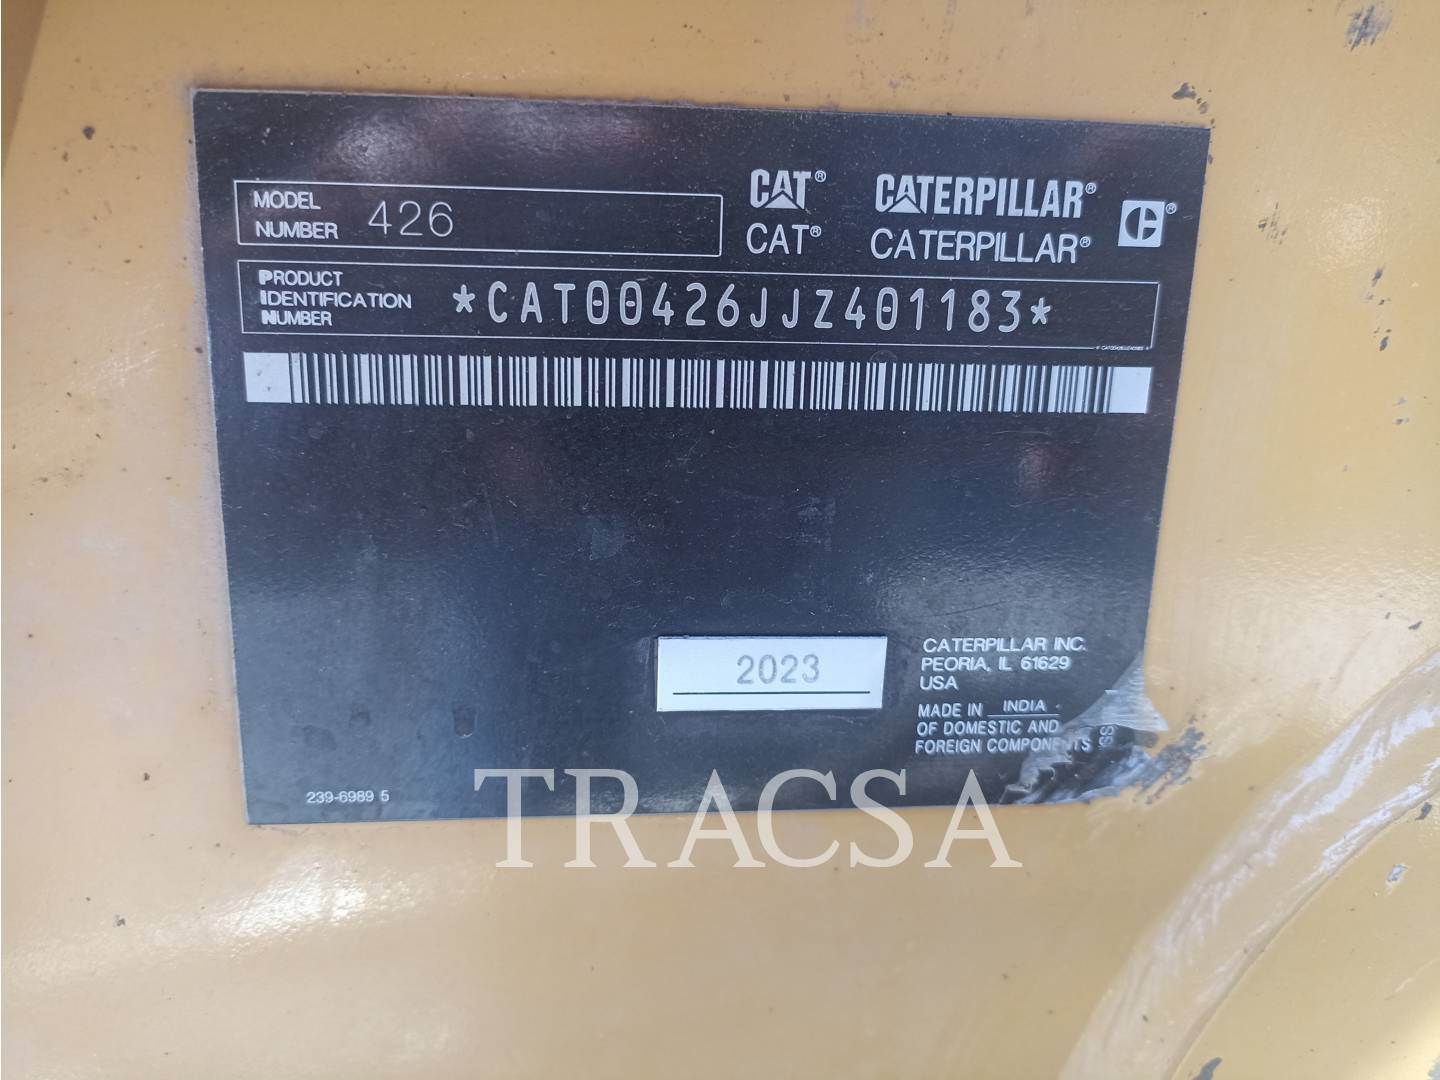 MODEL
NUMBER 426
CAT® CATERPILLAR®
CAT® CATERPILLAR®
PRODUCT
IDENTIFICATION
NUMBER
*CAT00426JJZ401183*
2023
CATERPILLAR INC.
PEORIA, IL 61629
USA
MADE IN INDIA
OF DOMESTIC AND
FOREIGN COMPONENTS
239-6989 5
TRACSA